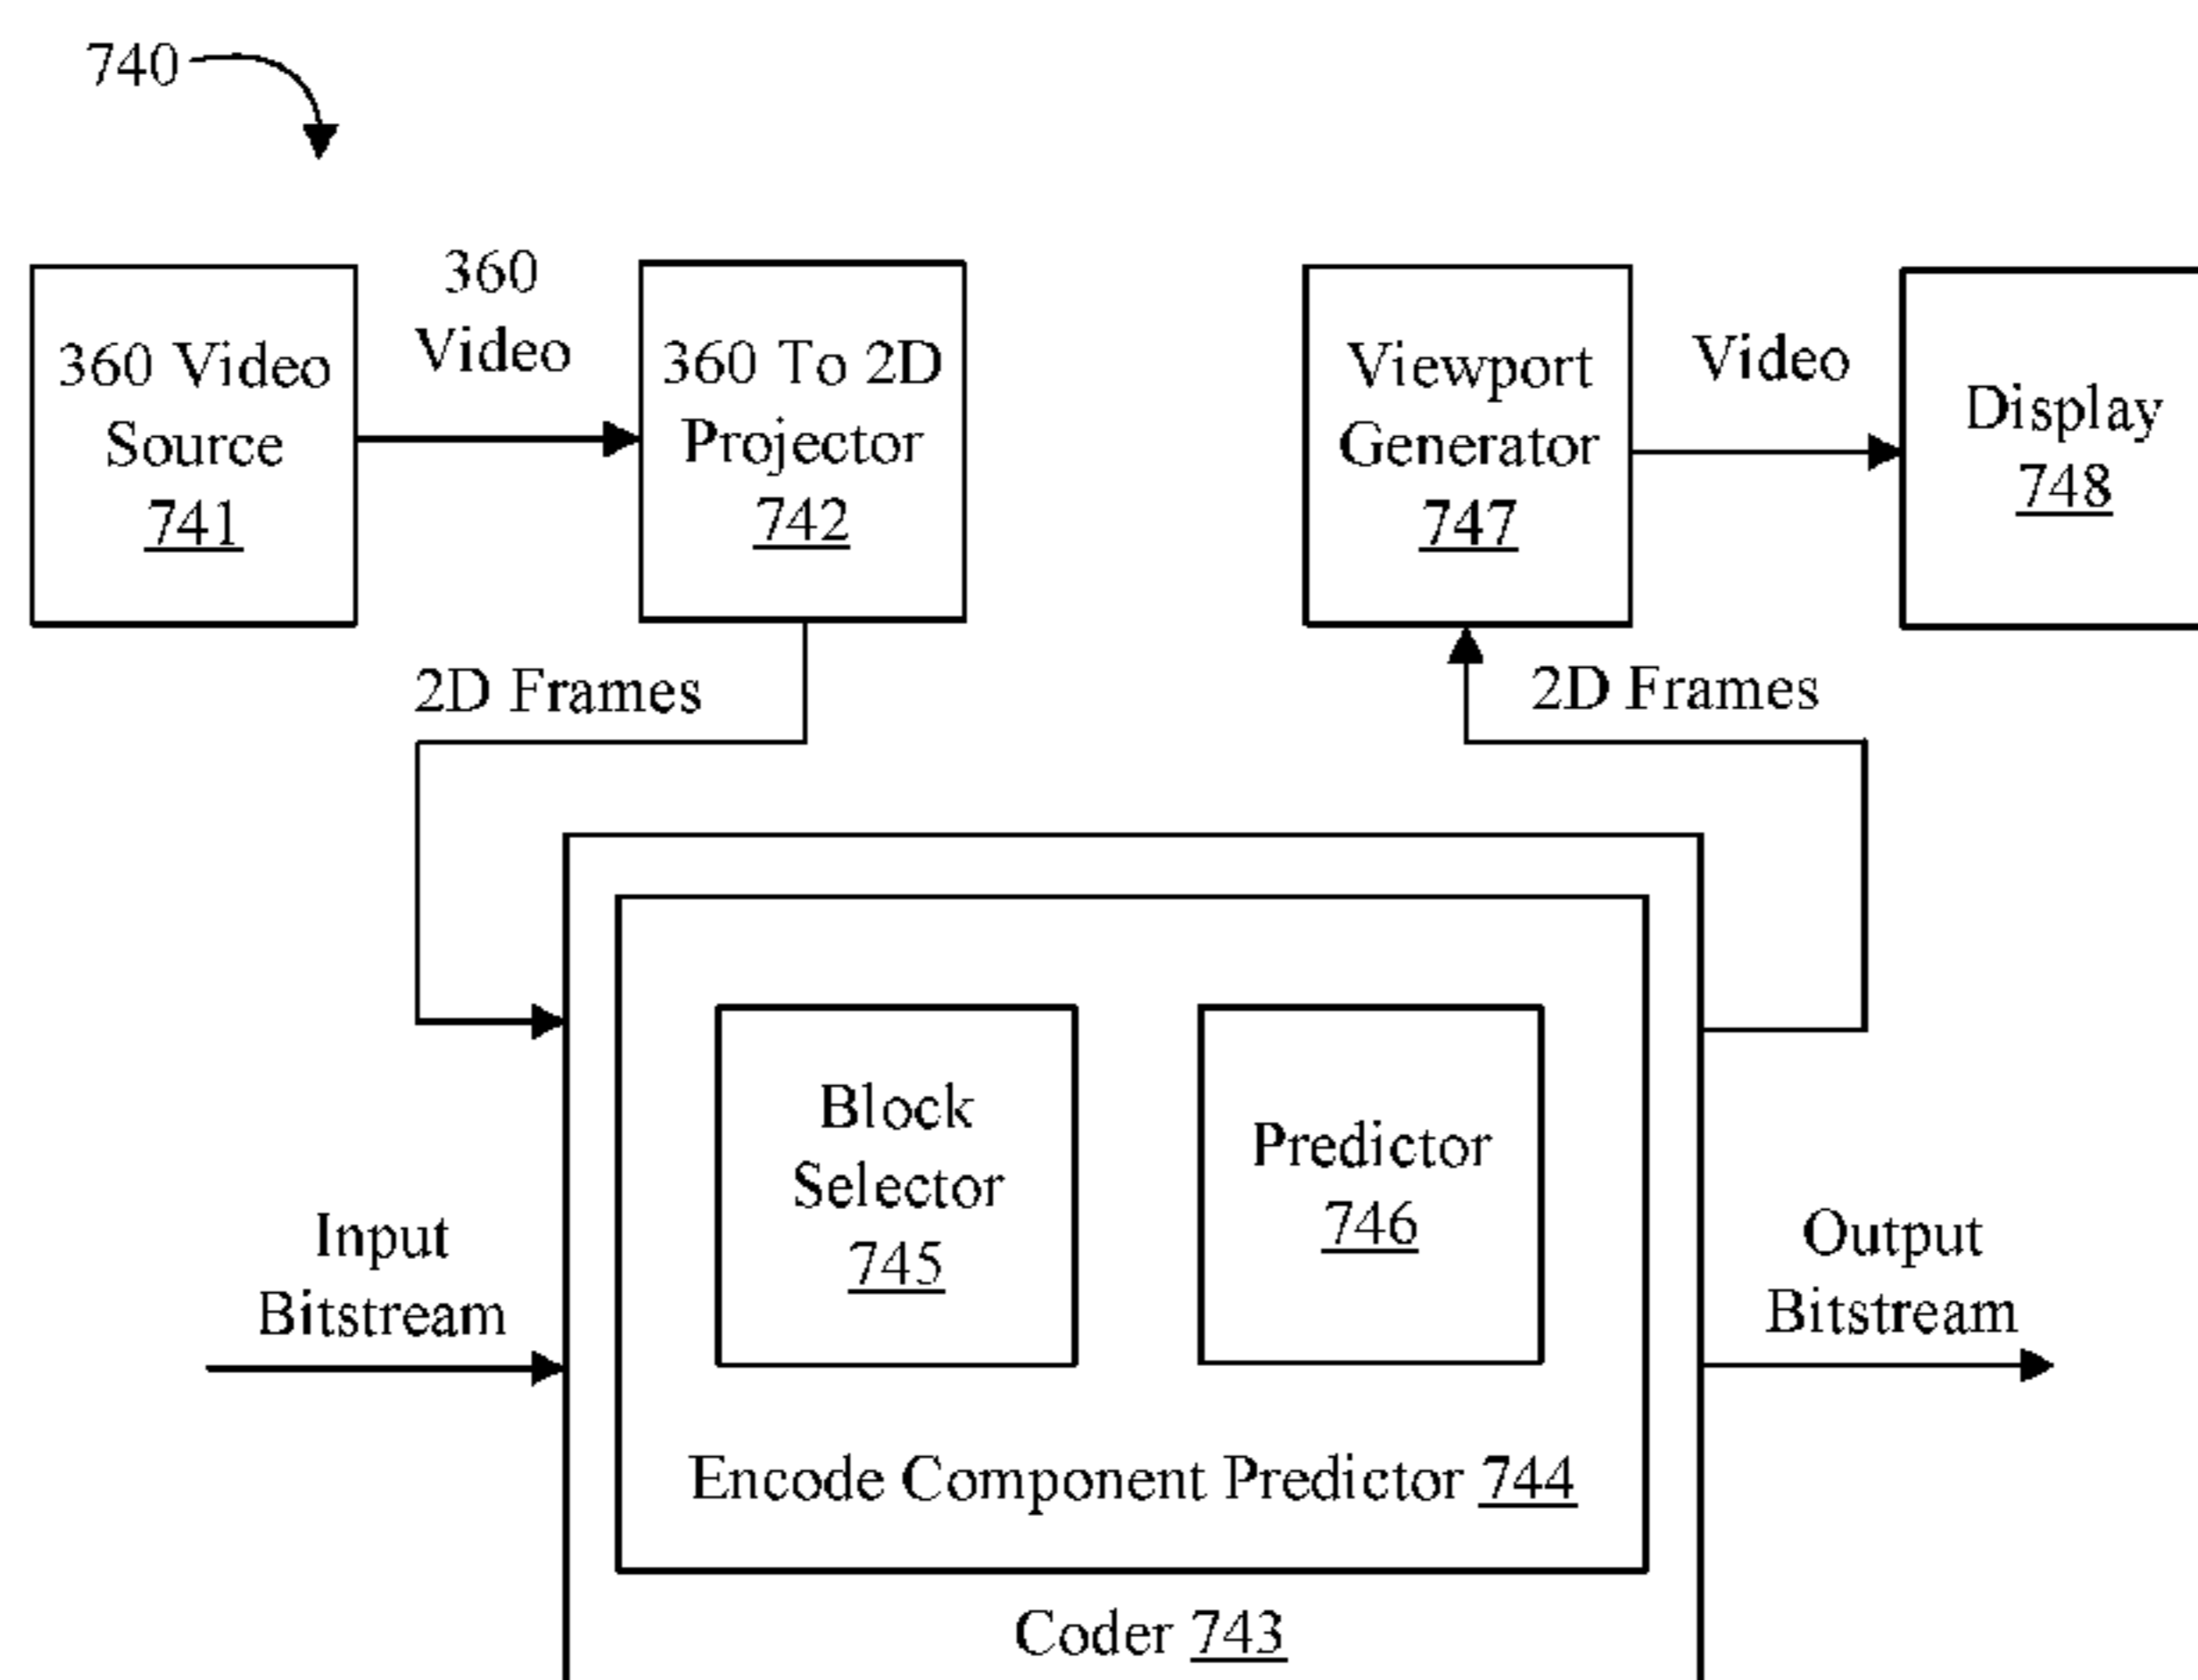 740
360 Video
Source
741
360
Video
360 To 2D
Projector
742
Viewport
Generator
747
Video
Display
748
2D Frames
2D Frames
Block
Selector
745
Predictor
746
Input
Bitstream
Output
Bitstream
Encode Component Predictor 744
Coder 743